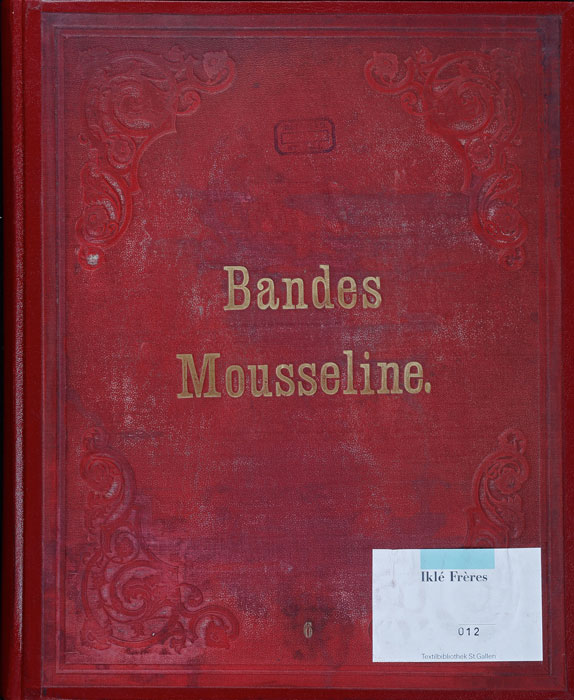 Bandes
Mousseline.
6
Iklé Frères
012
Textilbibliothek St.Gallen